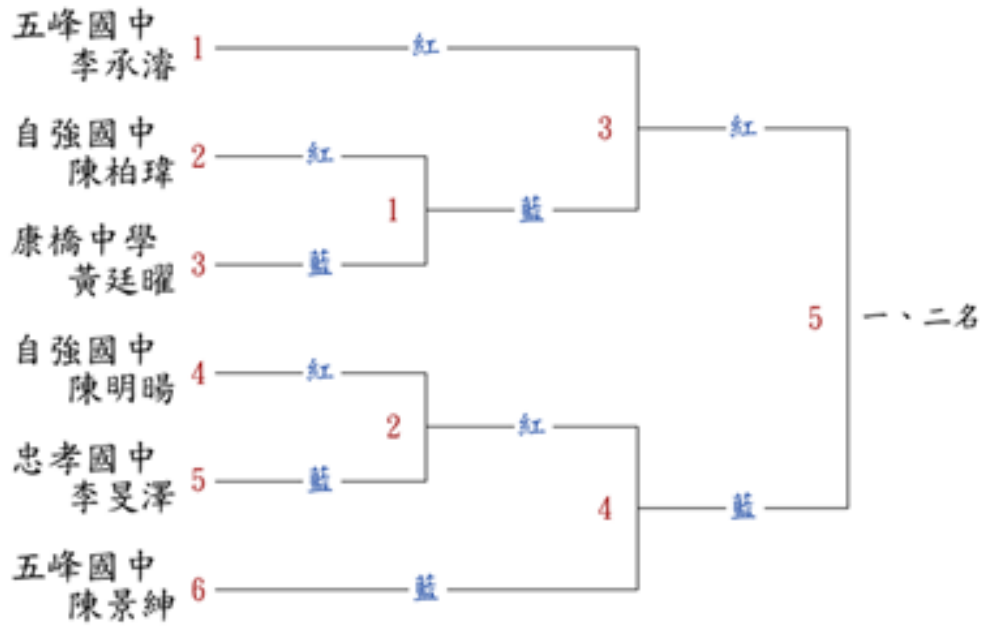 五峰國中
李承濬
1
紅
3
紅
自強國中
陳柏瑋
2
紅
1
藍
康橋中學
黃廷曜
3
藍
5
一、二名
自強國中
陳明暘
4
紅
2
紅
忠孝國中
李旻澤
5
藍
4
藍
五峰國中
陳景紳
6
藍